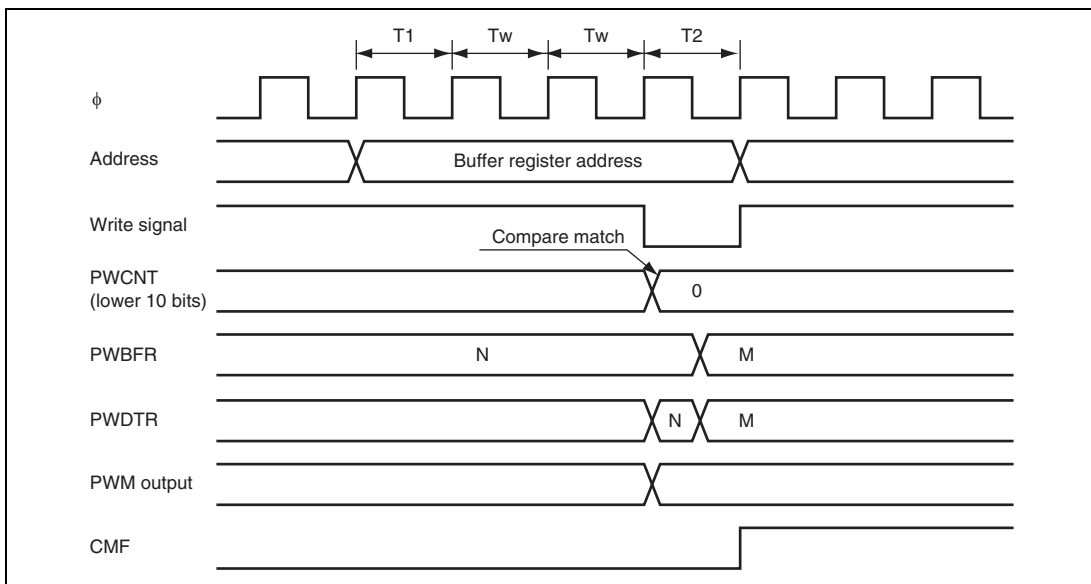 T1 Tw Tw T2
ϕ
Address Buffer register address
Write signal
Compare match
PWCNT
(lower 10 bits) 0
PWBFR N M
PWDTR N M
PWM output
CMF